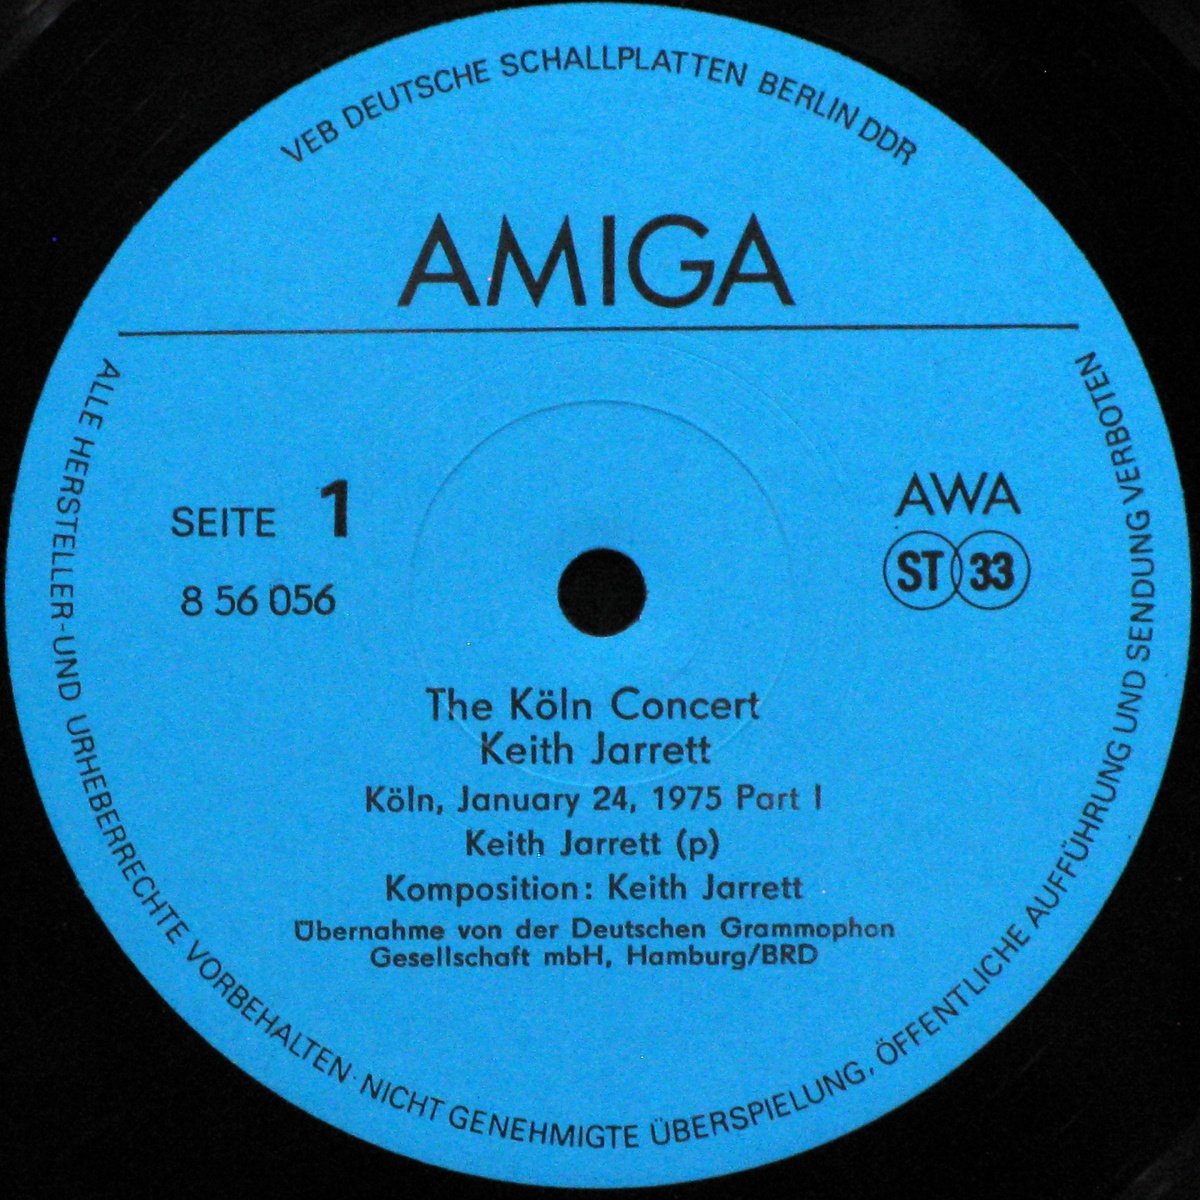 VEB DEUTSCHE SCHALLPLATTEN BERLIN DDR
AMIGA
SEITE 1
8 56 056
AWA
ST 33
The Köln Concert
Keith Jarrett
Köln, January 24, 1975 Part I
Keith Jarrett (p)
Komposition: Keith Jarrett
Übernahme von der Deutschen Grammophon
Gesellschaft mbH, Hamburg/BRD
ALLE HERSTELLER-UND URHEBERRECHTE VORBEHALTEN · NICHT GENEHMIGTE ÜBERSPIELUNG, ÖFFENTLICHE AUFFÜHRUNG UND SENDUNG VERBOTEN